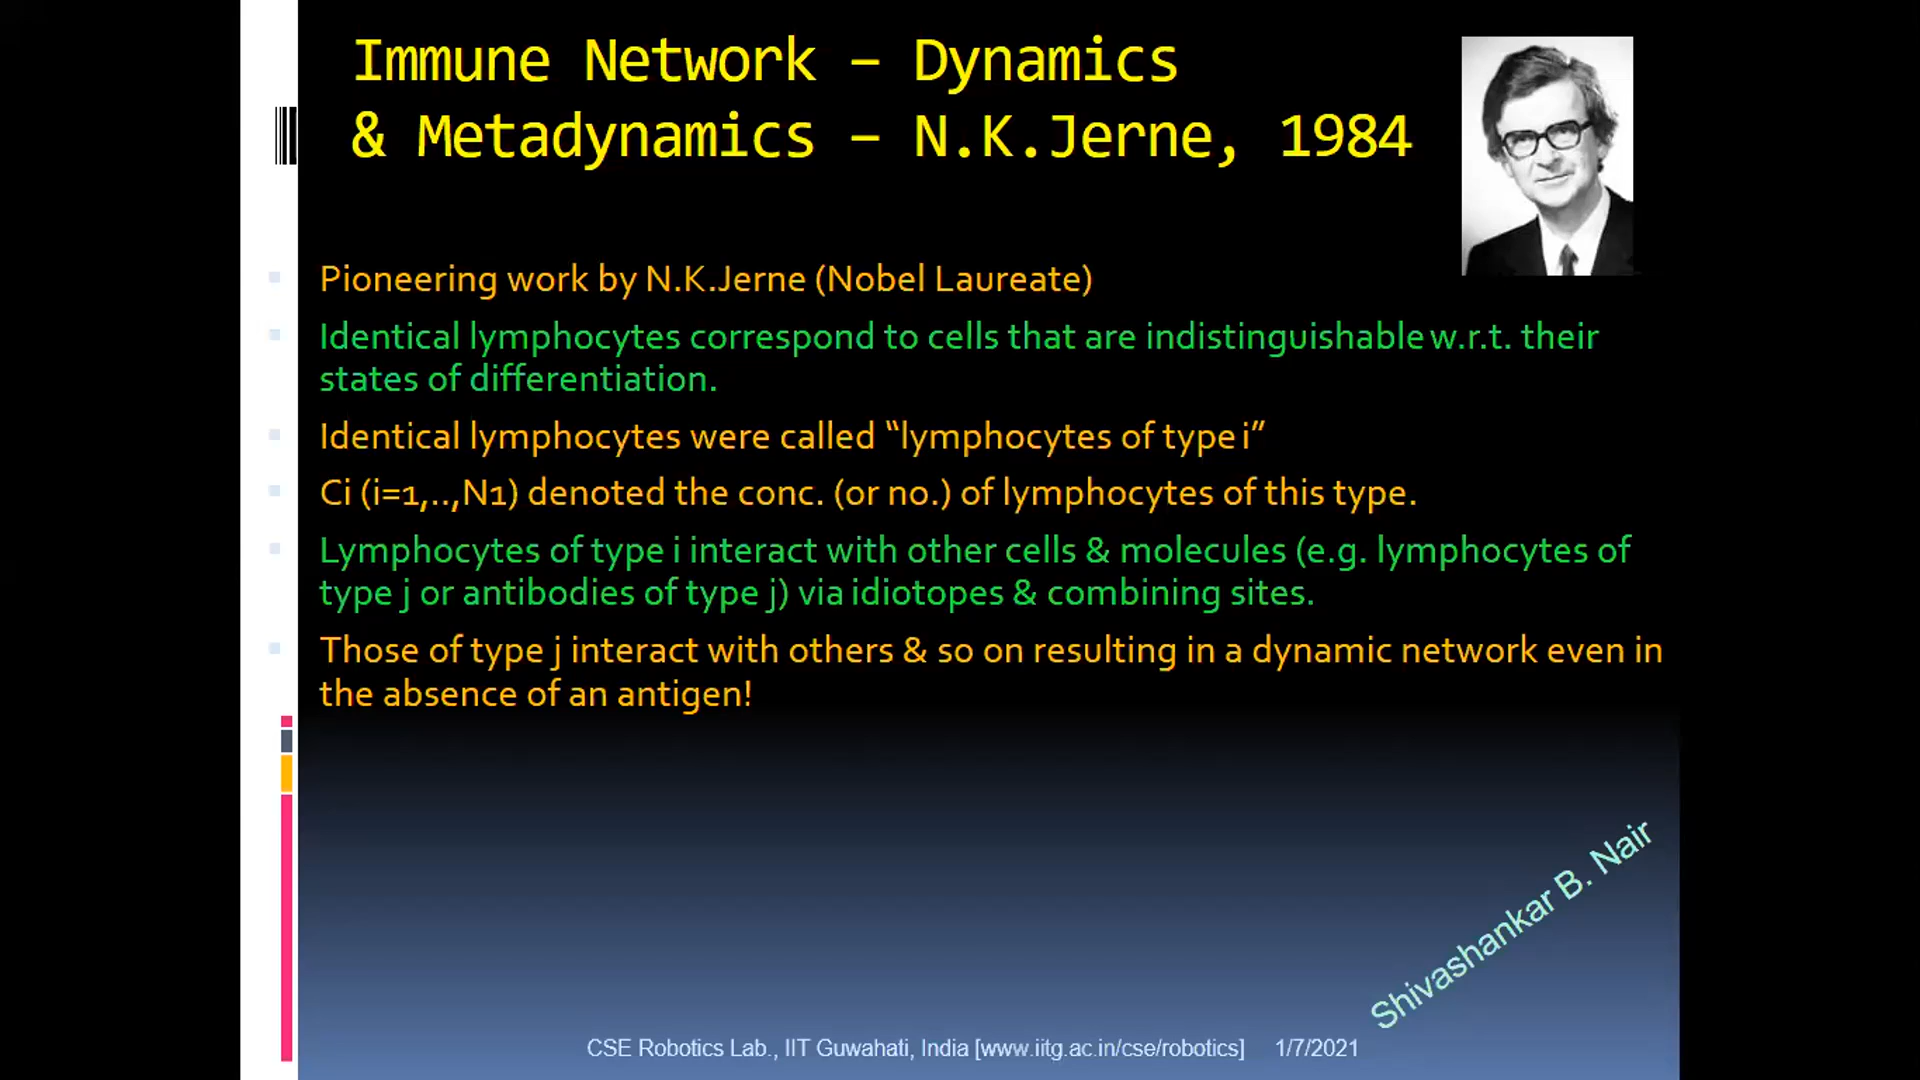 Immune Network – Dynamics
& Metadynamics – N.K.Jerne, 1984
Pioneering work by N.K.Jerne (Nobel Laureate)
Identical lymphocytes correspond to cells that are indistinguishable w.r.t. their
states of differentiation.
Identical lymphocytes were called “lymphocytes of type i”
Ci (i=1,..,N1) denoted the conc. (or no.) of lymphocytes of this type.
Lymphocytes of type i interact with other cells & molecules (e.g. lymphocytes of
type j or antibodies of type j) via idiotopes & combining sites.
Those of type j interact with others & so on resulting in a dynamic network even in
the absence of an antigen!
Shivashankar B. Nair
CSE Robotics Lab., IIT Guwahati, India [www.iitg.ac.in/cse/robotics] 1/7/2021